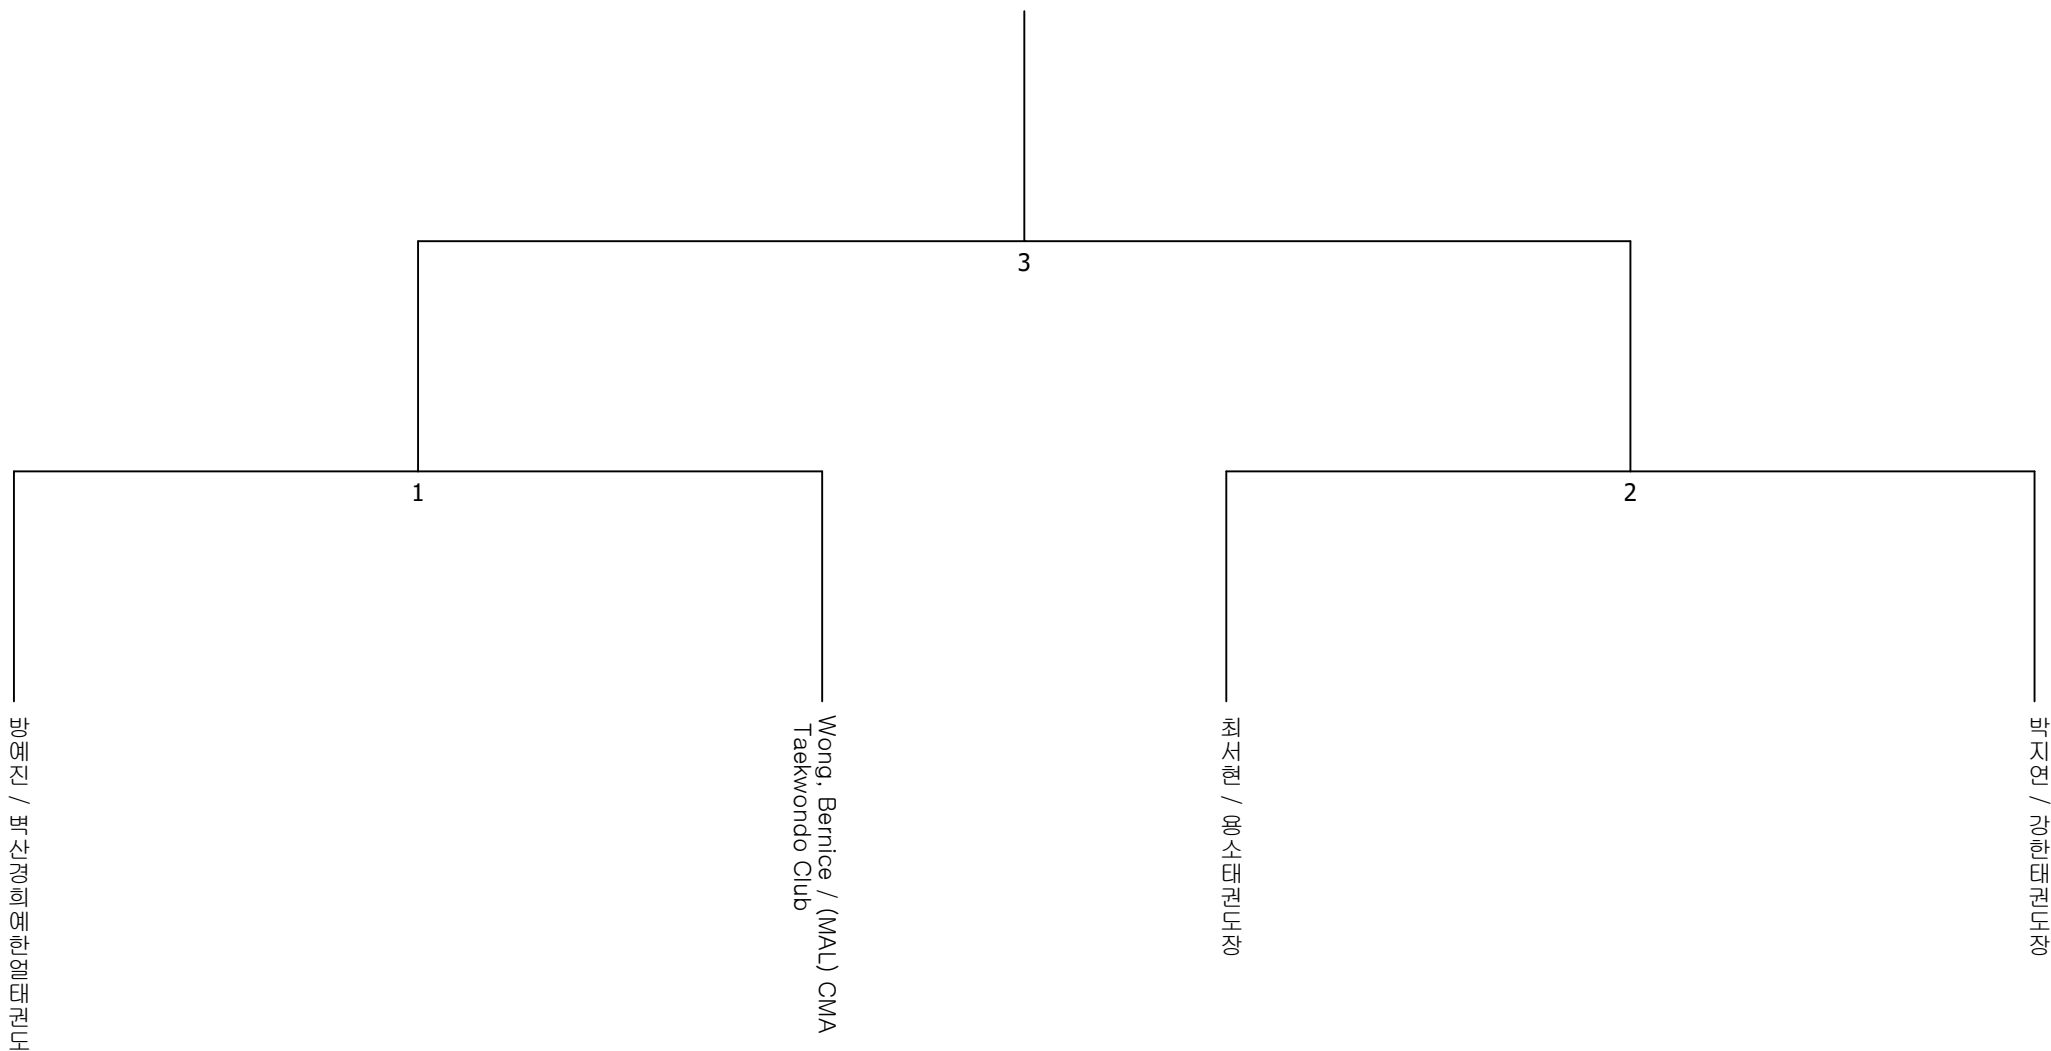 3
1
2
방예진 / 벽산경희예한얼태권도
Wong, Bernice / (MAL) CMA
Taekwondo Club
최서현 / 용소태권도장
박지연 / 강한태권도장